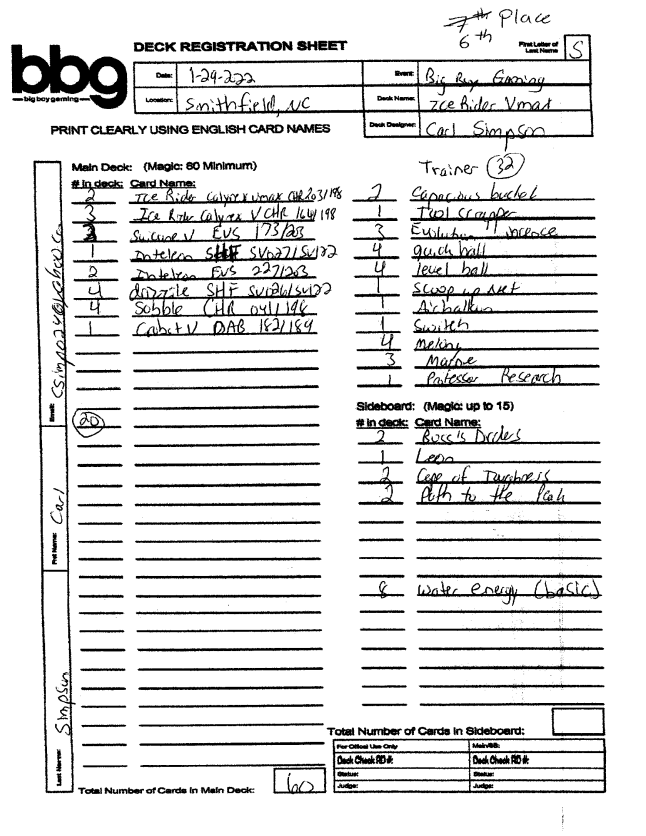 7th Place
6th
bbg
big boy gaming
DECK REGISTRATION SHEET
First Letter of Last Name S
Date: 1-29-222
Event: Big Boy Gaming
Location: Smithfield, NC
Deck Name: Ice Rider Vmax
Deck Designer: Carl Simpson
PRINT CLEARLY USING ENGLISH CARD NAMES
Main Deck: (Magic: 60 Minimum)
# in deck: Card Name:
2 Ice Rider Calyrex Vmax CHR 203/198
3 Ice Rider Calyrex V CHR 164/198
3 Suicune V EVS 173/203
1 Inteleon SHF SV027/SV122
2 Inteleon EVS 227/203
4 drizzile SHF SV026/SV122
4 Sobble CHR 041/198
1 V DAB 182/189
20
Trainer 32
2 Capacious bucket
1 Tool scrapper
3 Evolution incense
4 quick ball
4 level ball
1 Scoop up Net
1 Air balloon
1 Switch
4 Melony
3 Marnie
1 Professor Research
Sideboard: (Magic: up to 15)
# in deck: Card Name:
2 Boss's Orders
1 Leon
2 Cape of Toughness
2 Path to the Peak
8 Water energy (basic)
Total Number of Cards in Main Deck: 60
Total Number of Cards in Sideboard:
For Official Use Only Main/SB:
Deck Check RD #: Deck Check RD #:
Status: Status:
Judge: Judge:
Last Name: Simpson
First Name: Carl
Email: